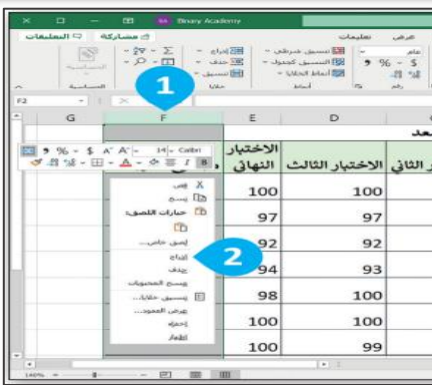 Binary Academy
عرض تعليمات
مشاركة التعليقات
عام تنسيق شرطي إدراج
التنسيق كجدول حذف
أنماط الخلايا تنسيق
رقم أنماط خلايا
F2
D E F G
1
الاختبار الثالث الاختبار النهائي
Calibri 14
100 100
97 97
92 92
93 94
100 98
100 100
99 100
قص
نسخ
خيارات اللصق:
لصق خاص...
2
إدراج
حذف
مسح المحتويات
تنسيق خلايا...
عرض العمود...
إخفاء
إظهار
140%